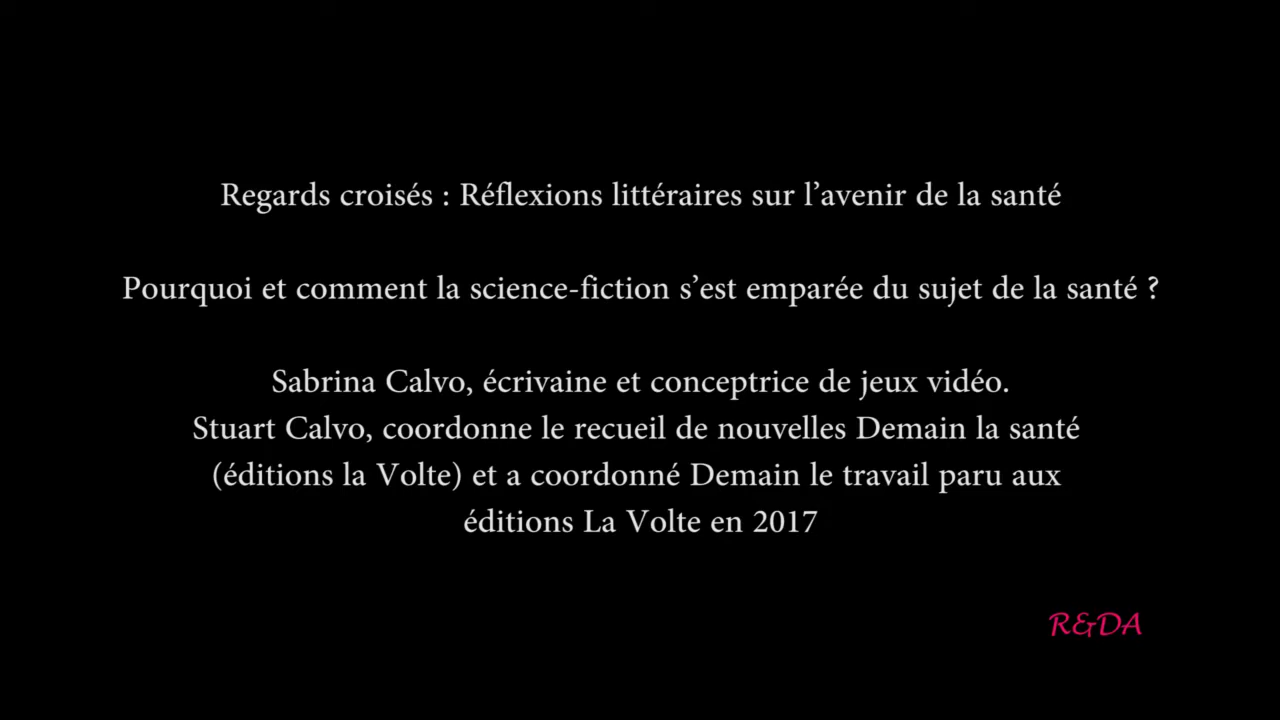 Regards croisés : Réflexions littéraires sur l’avenir de la santé
Pourquoi et comment la science-fiction s’est emparée du sujet de la santé ?
Sabrina Calvo, écrivaine et conceptrice de jeux vidéo.
Stuart Calvo, coordonne le recueil de nouvelles Demain la santé
(éditions la Volte) et a coordonné Demain le travail paru aux
éditions La Volte en 2017
R&DA